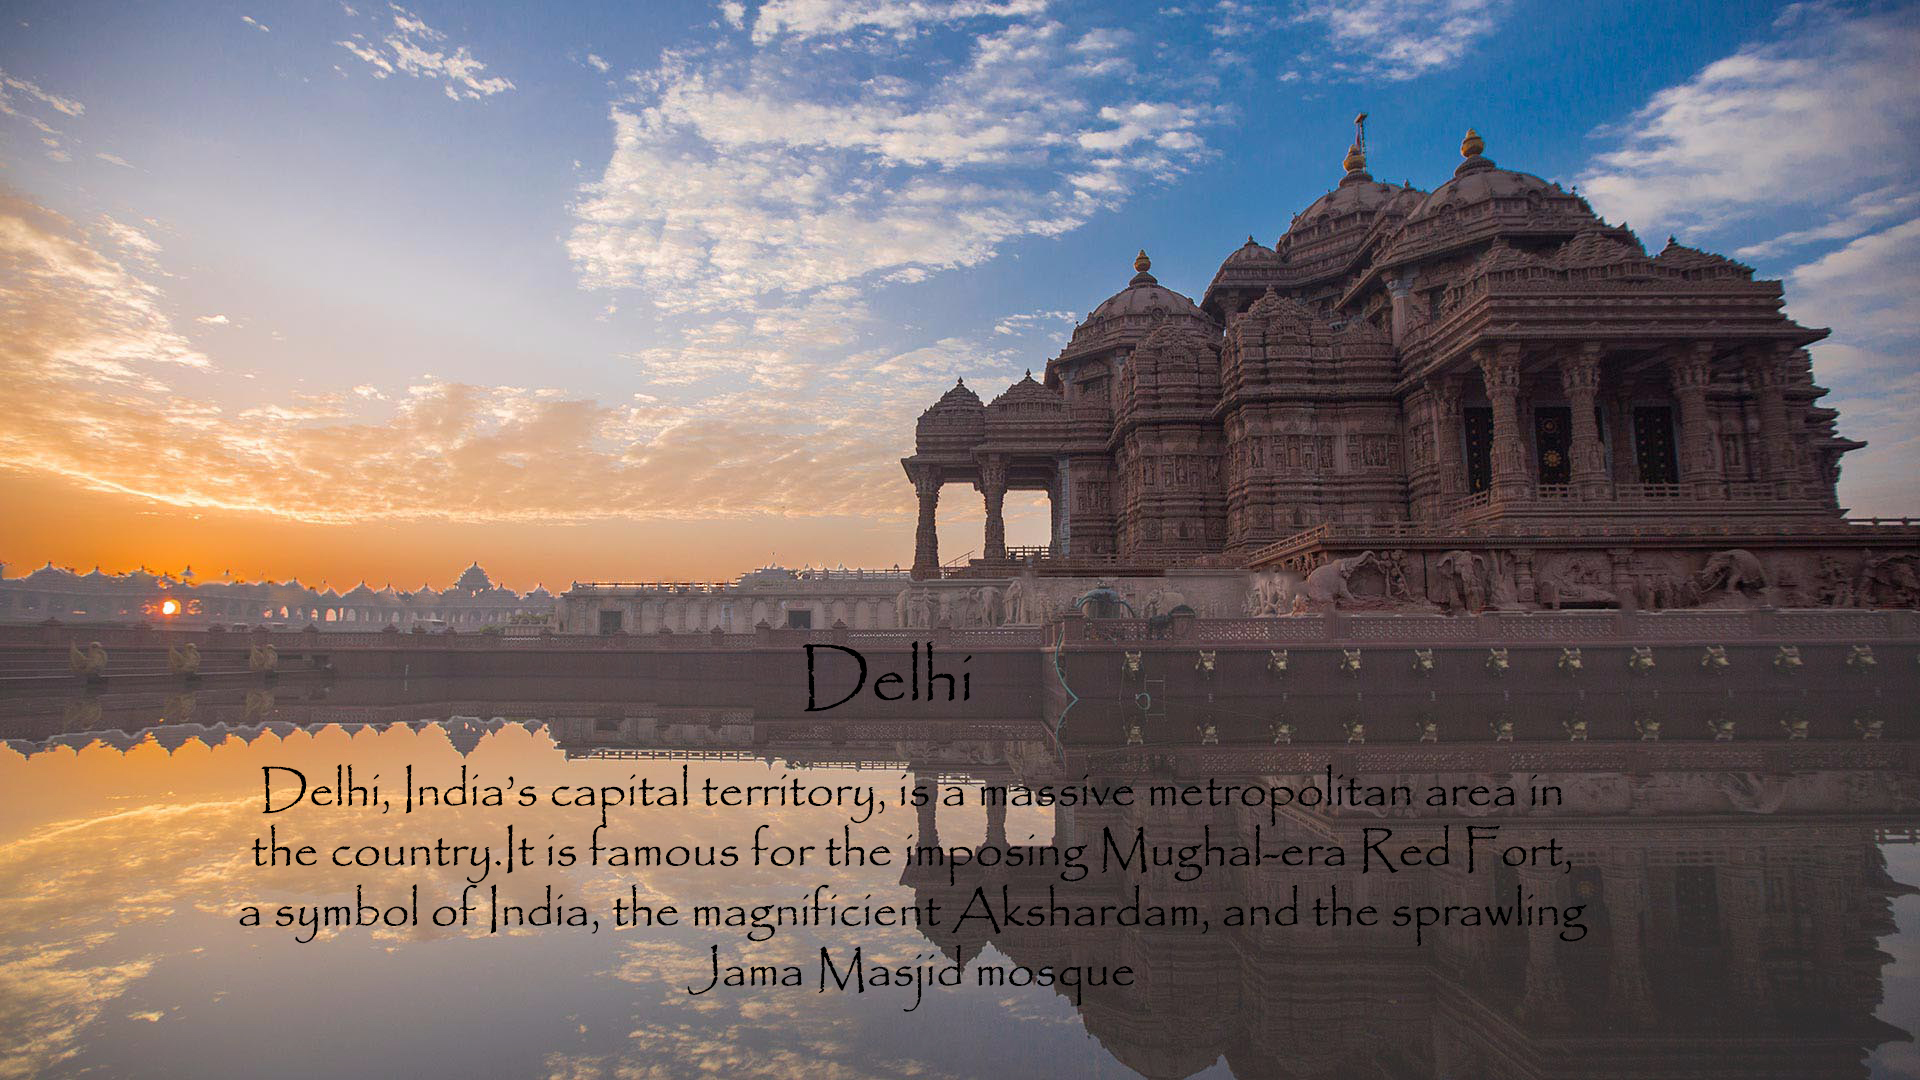 Delhi
Delhi, India’s capital territory, is a massive metropolitan area in
the country.It is famous for the imposing Mughal-era Red Fort,
a symbol of India, the magnificient Akshardam, and the sprawling
Jama Masjid mosque